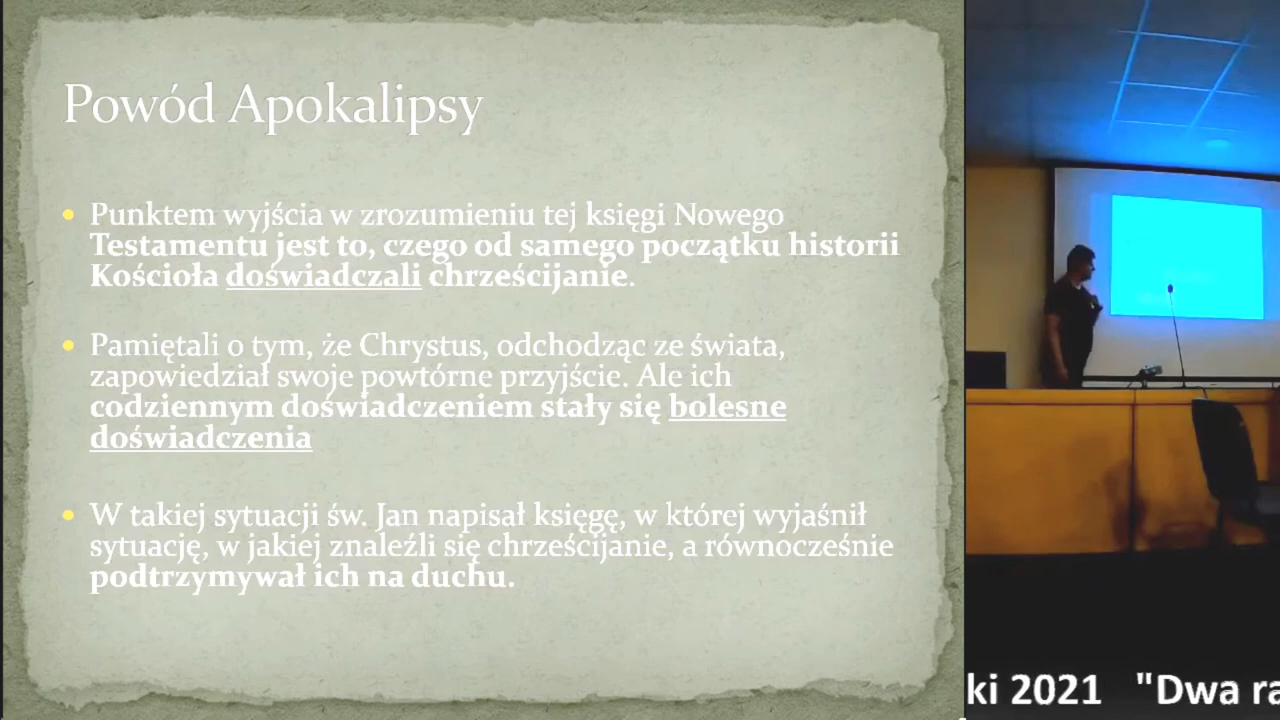 Powód Apokalipsy
• Punktem wyjścia w zrozumieniu tej księgi Nowego
Testamentu jest to, czego od samego początku historii
Kościoła doświadczali chrześcijanie.
• Pamiętali o tym, że Chrystus, odchodząc ze świata,
zapowiedział swoje powtórne przyjście. Ale ich
codziennym doświadczeniem stały się bolesne
doświadczenia
• W takiej sytuacji św. Jan napisał księgę, w której wyjaśnił
sytuację, w jakiej znaleźli się chrześcijanie, a równocześnie
podtrzymywał ich na duchu.
ki 2021 "Dwa ra